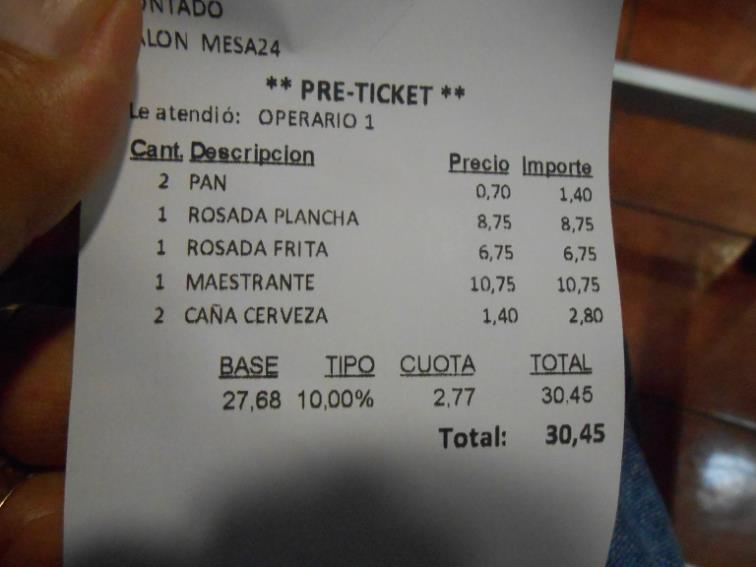 MESA24
** PRE-TICKET **
Le atendió: OPERARIO 1
Cant. Descripcion Precio Importe
2 PAN 0,70 1,40
1 ROSADA PLANCHA 8,75 8,75
1 ROSADA FRITA 6,75 6,75
1 MAESTRANTE 10,75 10,75
2 CAÑA CERVEZA 1,40 2,80
BASE TIPO CUOTA TOTAL
27,68 10,00% 2,77 30,45
Total: 30,45